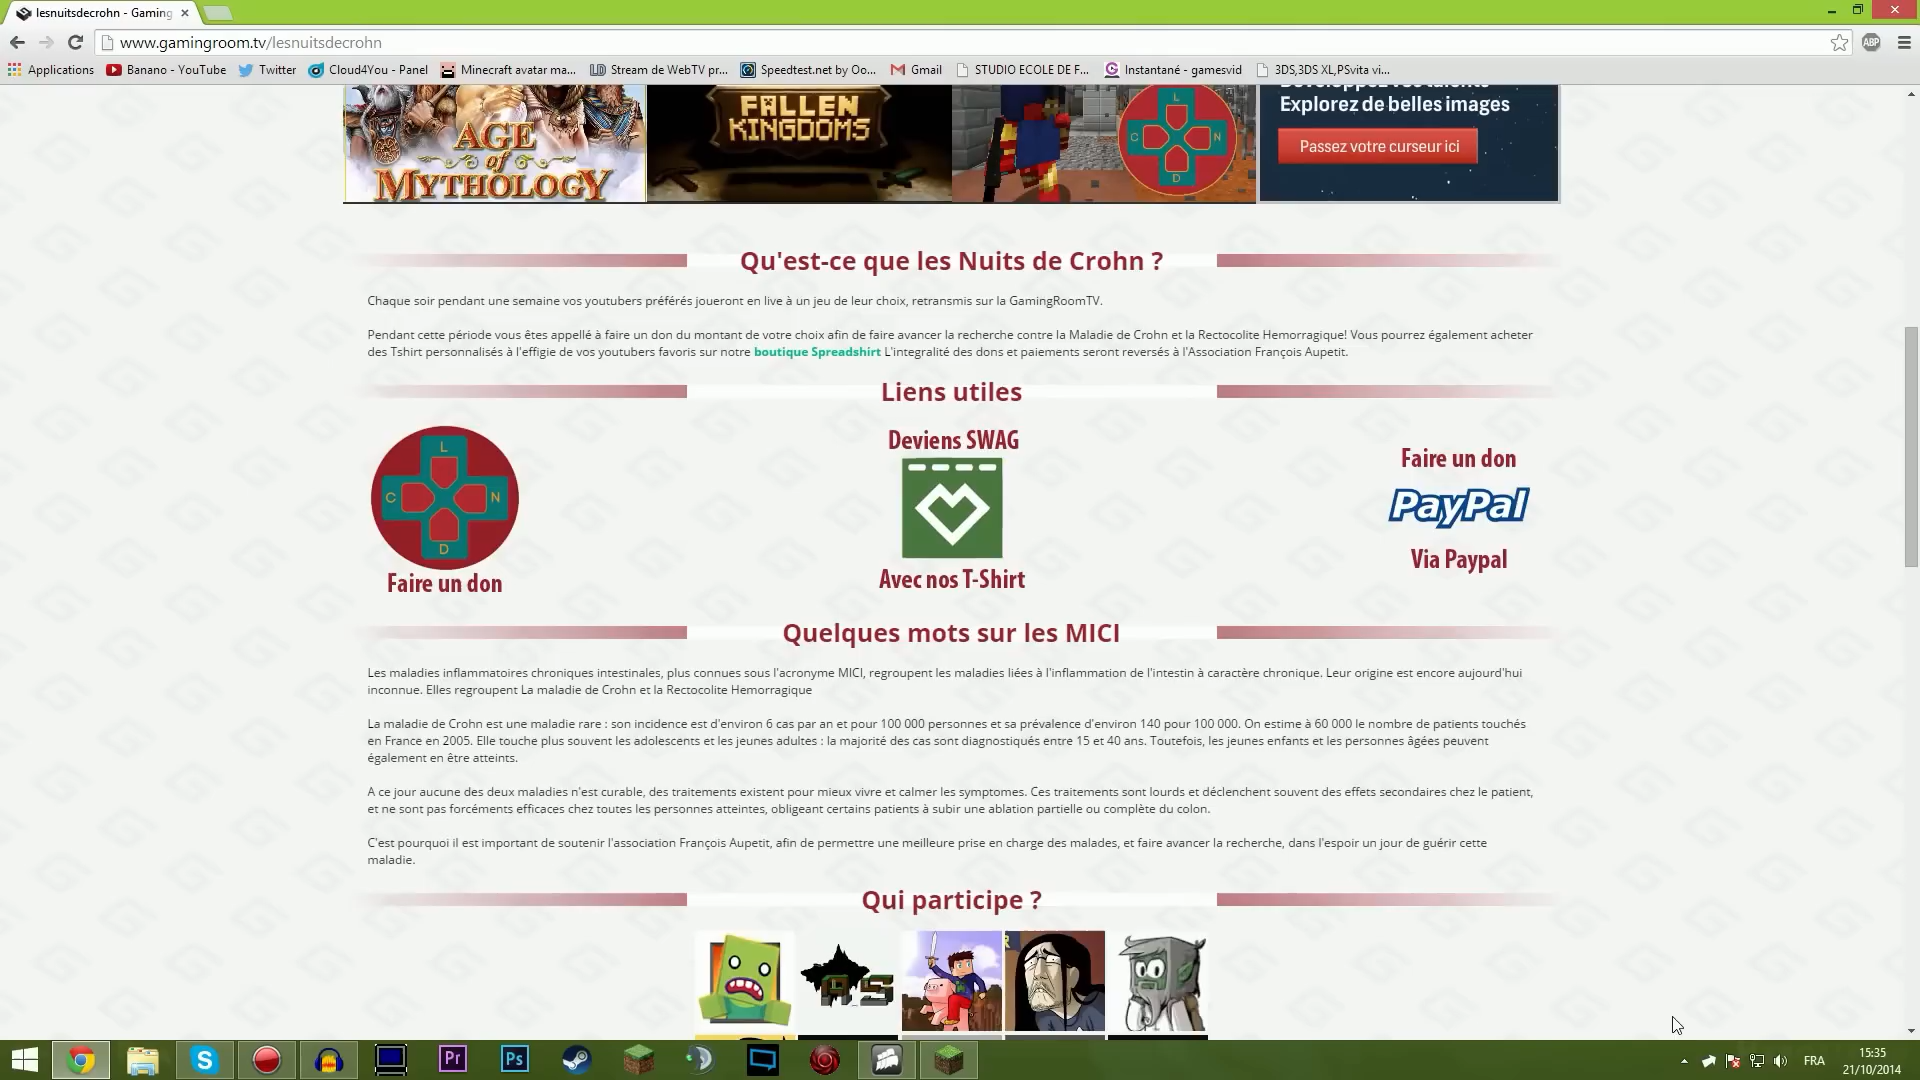 lesnuitsdecrohn - Gaming
www.gamingroom.tv/lesnuitsdecrohn
ABP
Applications
Banano - YouTube
Twitter
Cloud4You - Panel
Minecraft avatar ma...
Stream de WebTV pr...
Speedtest.net by Oo...
Gmail
STUDIO ECOLE DE F...
Instantané - gamesvid
3DS,3DS XL,PSvita vi...
AGE
of
MYTHOLOGY
FALLEN
KINGDOMS
L
C N
D
Développez vos talents
Explorez de belles images
Passez votre curseur ici
Qu'est-ce que les Nuits de Crohn ?
Chaque soir pendant une semaine vos youtubers préférés joueront en live à un jeu de leur choix, retransmis sur la GamingRoomTV.
Pendant cette période vous êtes appellé à faire un don du montant de votre choix afin de faire avancer la recherche contre la Maladie de Crohn et la Rectocolite Hemorragique! Vous pourrez également acheter
des Tshirt personnalisés à l'effigie de vos youtubers favoris sur notre boutique Spreadshirt L'integralité des dons et paiements seront reversés à l'Association François Aupetit.
Liens utiles
L
C N
D
Faire un don
Deviens SWAG
Avec nos T-Shirt
Faire un don
PayPal
Via Paypal
Quelques mots sur les MICI
Les maladies inflammatoires chroniques intestinales, plus connues sous l'acronyme MICI, regroupent les maladies liées à l'inflammation de l'intestin à caractère chronique. Leur origine est encore aujourd'hui
inconnue. Elles regroupent La maladie de Crohn et la Rectocolite Hemorragique
La maladie de Crohn est une maladie rare : son incidence est d'environ 6 cas par an et pour 100 000 personnes et sa prévalence d'environ 140 pour 100 000. On estime à 60 000 le nombre de patients touchés
en France en 2005. Elle touche plus souvent les adolescents et les jeunes adultes : la majorité des cas sont diagnostiqués entre 15 et 40 ans. Toutefois, les jeunes enfants et les personnes âgées peuvent
également en être atteints.
A ce jour aucune des deux maladies n'est curable, des traitements existent pour mieux vivre et calmer les symptomes. Ces traitements sont lourds et déclenchent souvent des effets secondaires chez le patient,
et ne sont pas forcéments efficaces chez toutes les personnes atteintes, obligeant certains patients à subir une ablation partielle ou complète du colon.
C'est pourquoi il est important de soutenir l'association François Aupetit, afin de permettre une meilleure prise en charge des malades, et faire avancer la recherche, dans l'espoir un jour de guérir cette
maladie.
Qui participe ?
Pr
Ps
FRA
15:35
21/10/2014